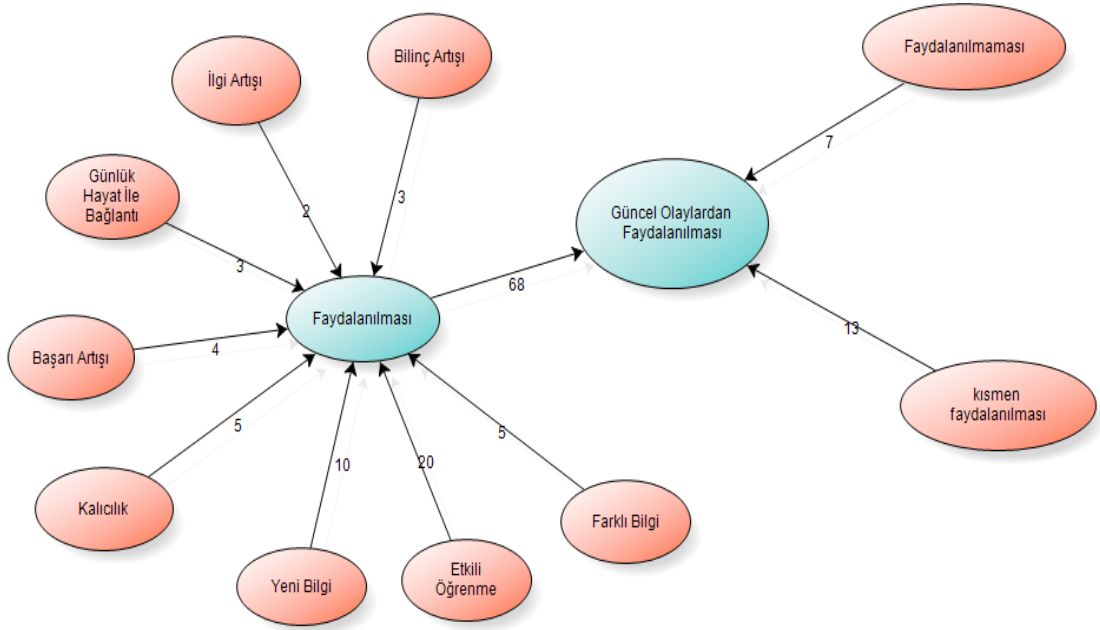 Bilinç Artışı
Faydalanılmaması
İlgi Artışı
7
Günlük
Hayat İle
Bağlantı
2
3
Güncel Olaylardan
Faydalanılması
3
68
Faydalanılması
13
Başarı Artışı
4
kısmen
faydalanılması
5
10
20
5
Kalıcılık
Farklı Bilgi
Yeni Bilgi
Etkili
Öğrenme